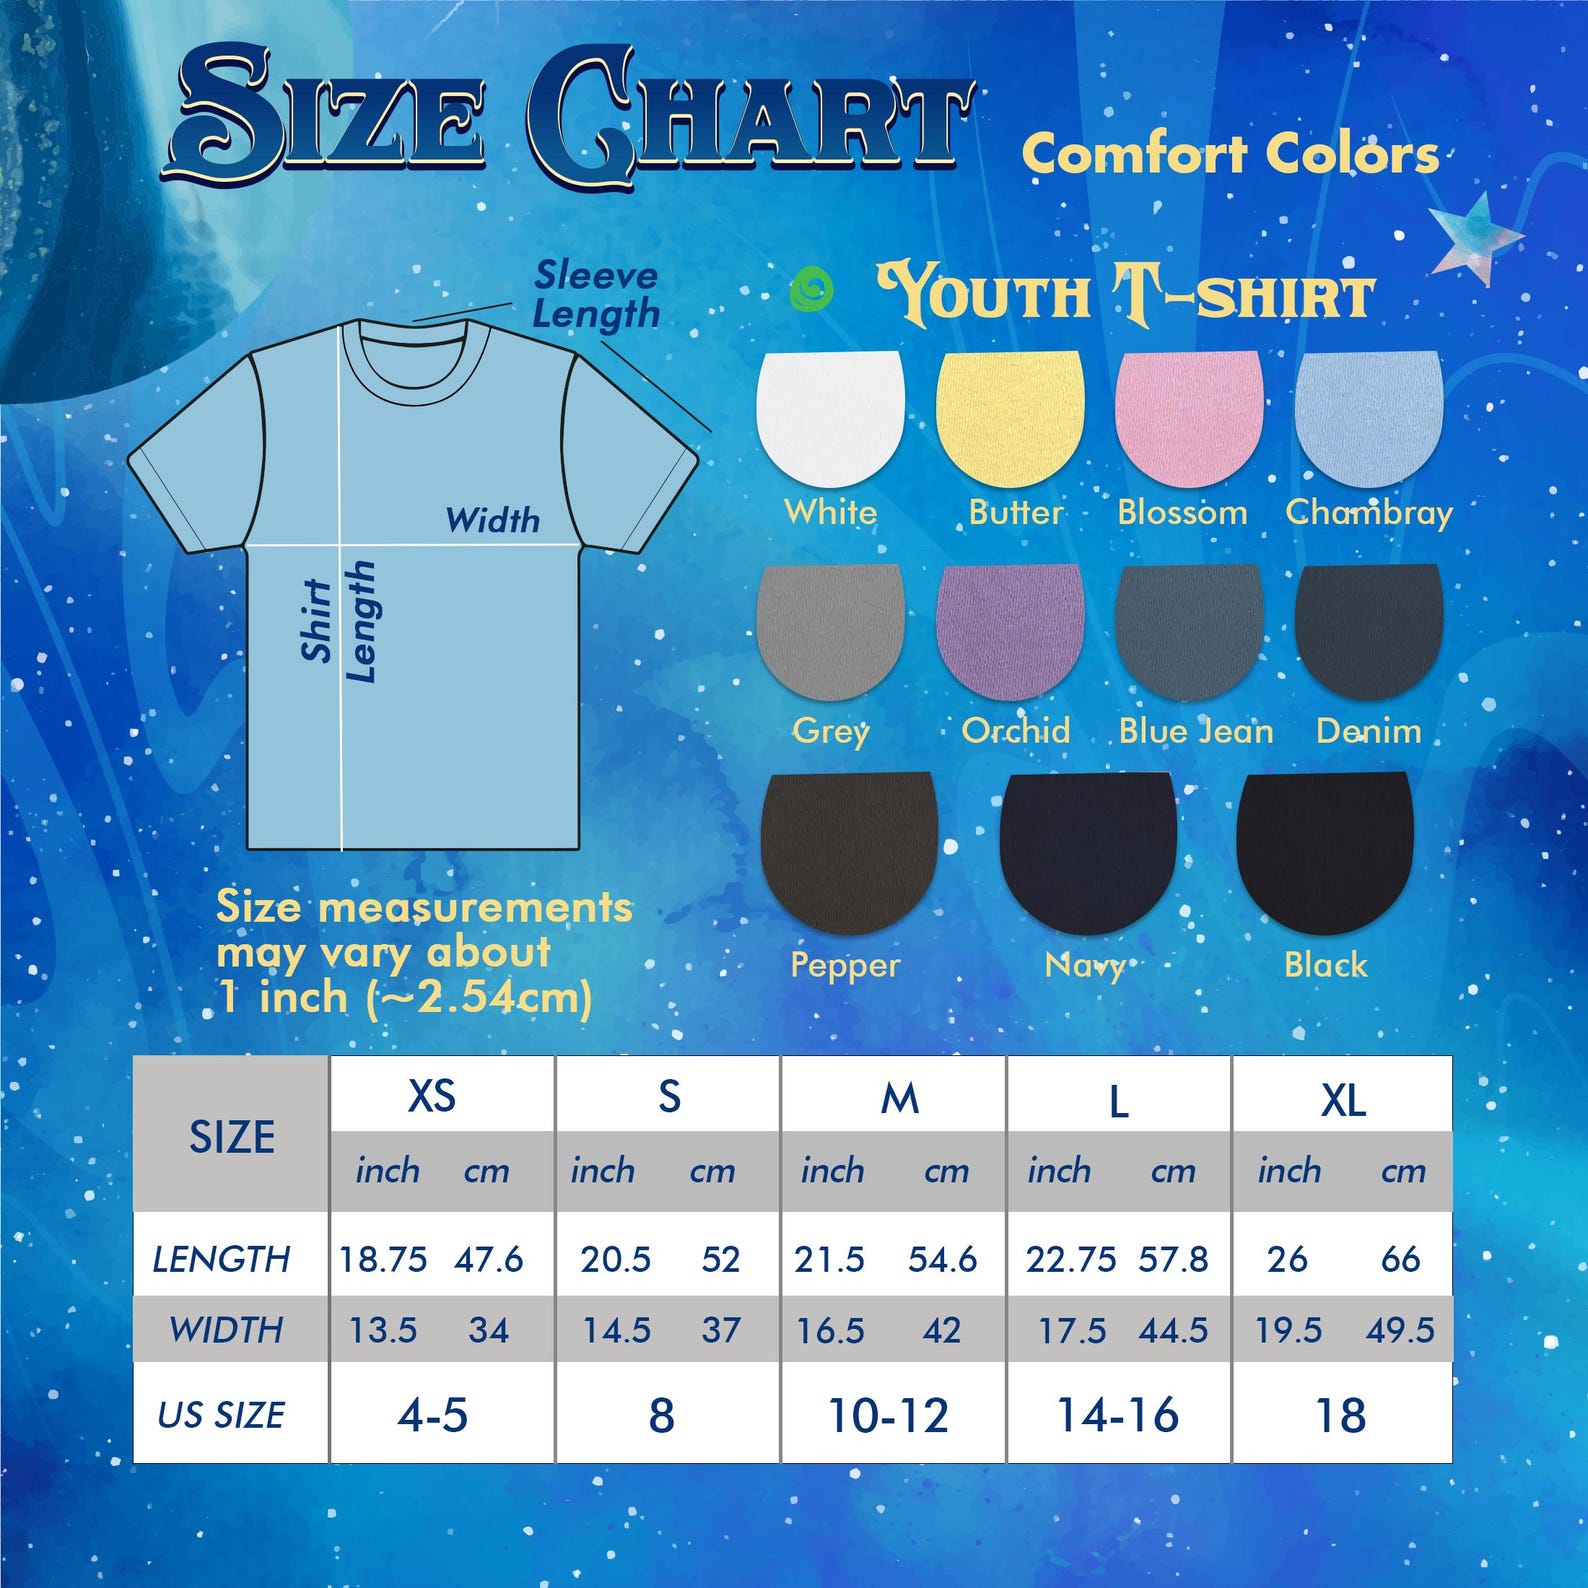 SIZE CHART
Comfort Colors
Sleeve
Length
YOUTH T-SHIRT
Width
Shirt
Length
White Butter Blossom Chambray
Grey Orchid Blue Jean Denim
Pepper Navy Black
Size measurements
may vary about
1 inch (~2.54cm)
SIZE XS S M L XL
inch cm inch cm inch cm inch cm inch cm
LENGTH 18.75 47.6 20.5 52 21.5 54.6 22.75 57.8 26 66
WIDTH 13.5 34 14.5 37 16.5 42 17.5 44.5 19.5 49.5
US SIZE 4-5 8 10-12 14-16 18